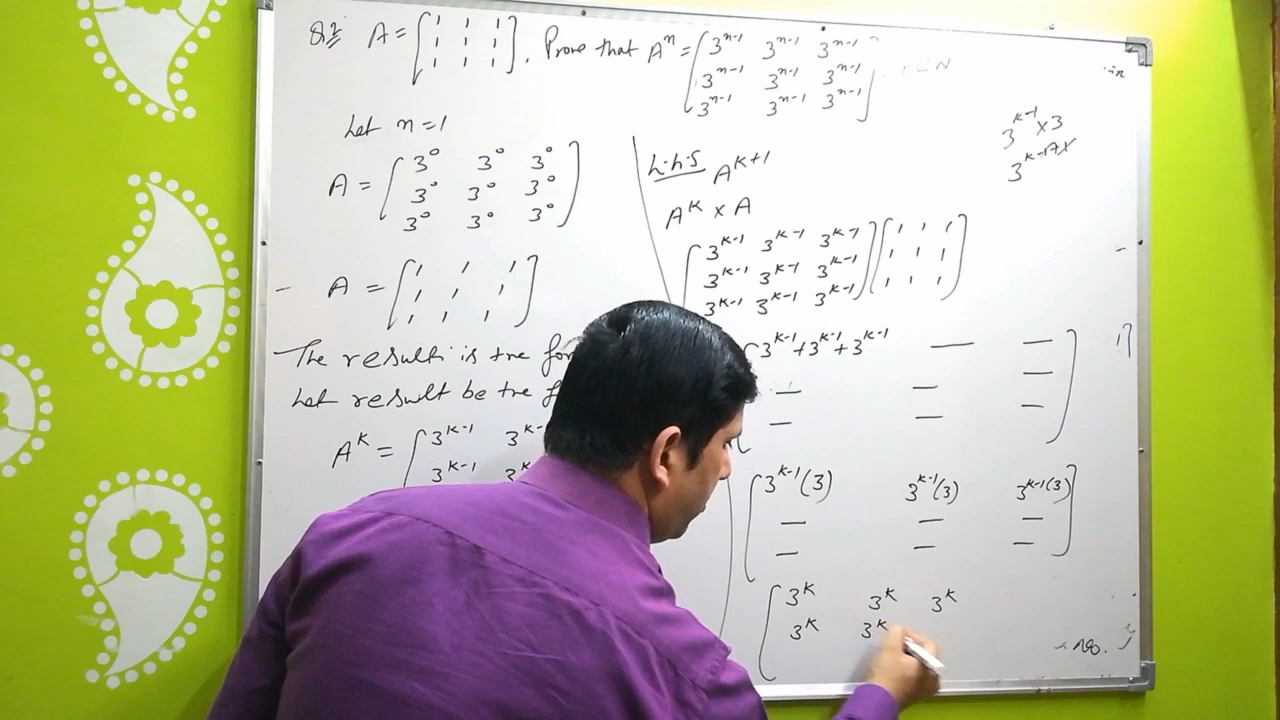 Q.2 A = [1 1 1
1 1 1
1 1 1]. Prove that Aⁿ = [3ⁿ⁻¹ 3ⁿ⁻¹ 3ⁿ⁻¹
3ⁿ⁻¹ 3ⁿ⁻¹ 3ⁿ⁻¹
3ⁿ⁻¹ 3ⁿ⁻¹ 3ⁿ⁻¹] N
Let n = 1
A = [3⁰ 3⁰ 3⁰
3⁰ 3⁰ 3⁰
3⁰ 3⁰ 3⁰]
A = [1 1 1
1 1 1
1 1 1]
The result is true for
Let result be true
Aᵏ = [3ᵏ⁻¹ 3ᵏ⁻¹
3ᵏ⁻¹
L.H.S Aᵏ⁺¹
Aᵏ × A
[3ᵏ⁻¹ 3ᵏ⁻¹ 3ᵏ⁻¹
3ᵏ⁻¹ 3ᵏ⁻¹ 3ᵏ⁻¹
3ᵏ⁻¹ 3ᵏ⁻¹ 3ᵏ⁻¹] [1 1 1
1 1 1
1 1 1]
[3ᵏ⁻¹+3ᵏ⁻¹+3ᵏ⁻¹ — —
— — —
— — —]
[3ᵏ⁻¹(3) 3ᵏ⁻¹(3) 3ᵏ⁻¹(3)
— — —
— — —]
[3ᵏ 3ᵏ 3ᵏ
3ᵏ 3ᵏ
3ᵏ⁻¹ × 3